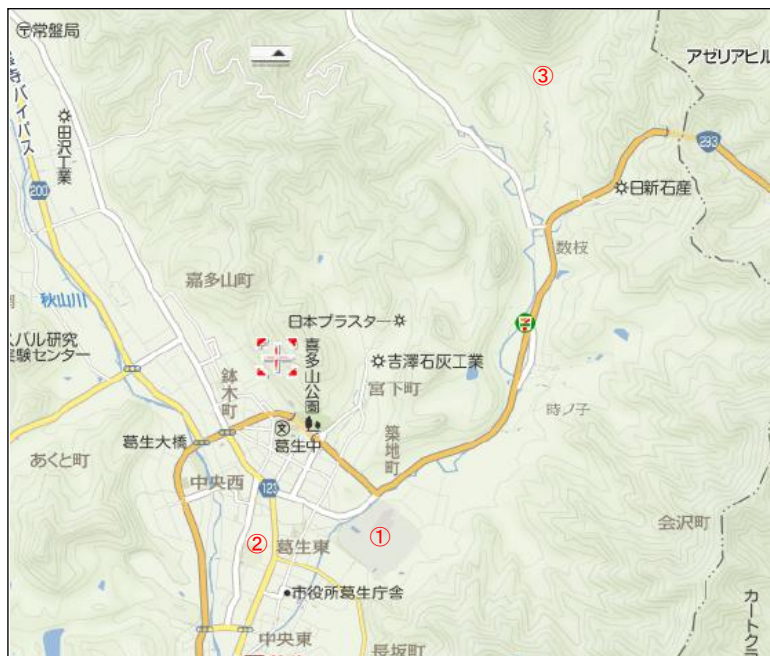 〒常盤局
③
アゼリアヒル
寺バイパス
田沢工業
293
200
日新石産
数枝
嘉多山町
秋山川
日本プラスター
スバル研究
実験センター
喜多山公園
吉澤石灰工業
宮下町
鉢木町
時ノ子
葛生大橋
葛生中
築地町
あくと町
中央西
123
会沢町
①
②
葛生東
市役所葛生庁舎
カートクラ
中央東
長坂町